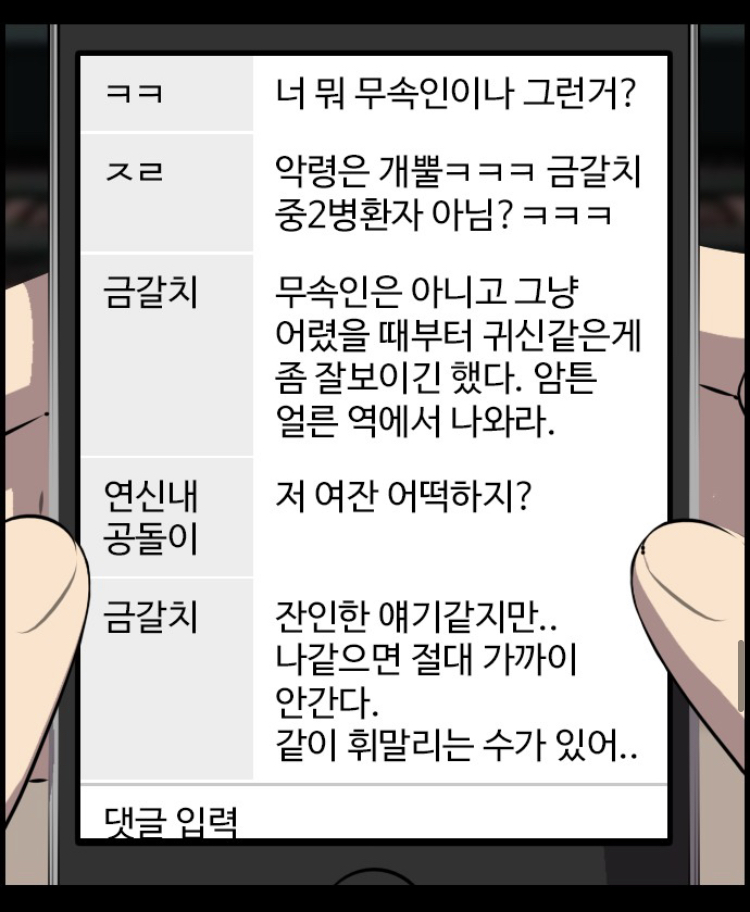 ㅋㅋ
너 뭐 무속인이나 그런거?
ㅈㄹ
악령은 개뿔ㅋㅋㅋ 금갈치
중2병환자 아님? ㅋㅋㅋ
금갈치
무속인은 아니고 그냥
어렸을 때부터 귀신같은게
좀 잘보이긴 했다. 암튼
얼른 역에서 나와라.
연신내
공돌이
저 여잔 어떡하지?
금갈치
잔인한 얘기같지만..
나같으면 절대 가까이
안간다.
같이 휘말리는 수가 있어..
댓글 입력